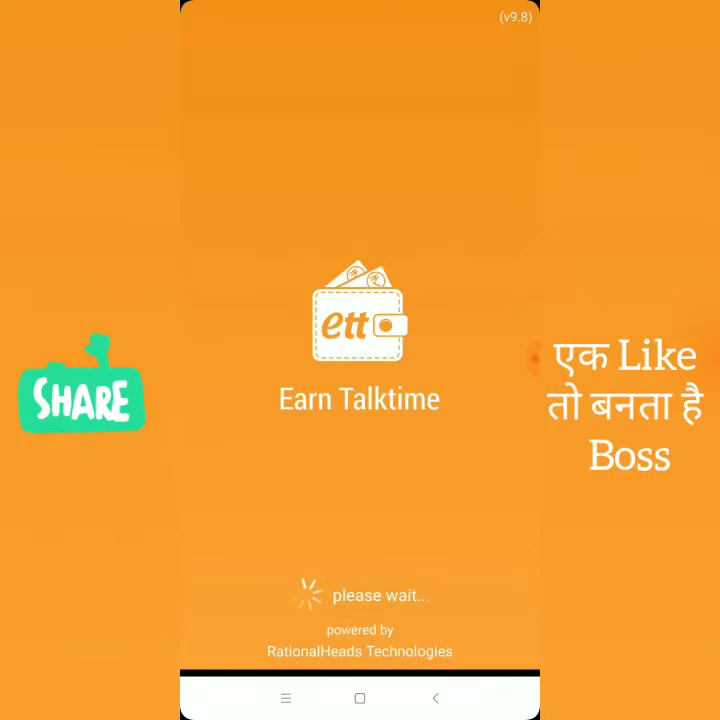 (v9.8)
ett
Earn Talktime
SHARE
एक Like
तो बनता है
Boss
please wait...
powered by
RationalHeads Technologies